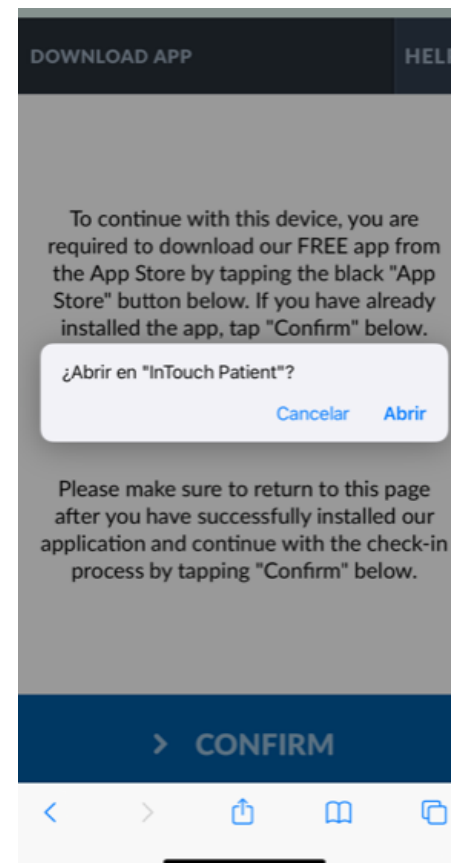 DOWNLOAD APP
To continue with this device, you are
required to download our FREE app from
the App Store by tapping the black "App
Store" button below. If you have already
installed the app, tap "Confirm" below.
¿Abrir en "InTouch Patient"?
Cancelar Abrir
Please make sure to return to this page
after you have successfully installed our
application and continue with the check-in
process by tapping "Confirm" below.
> CONFIRM